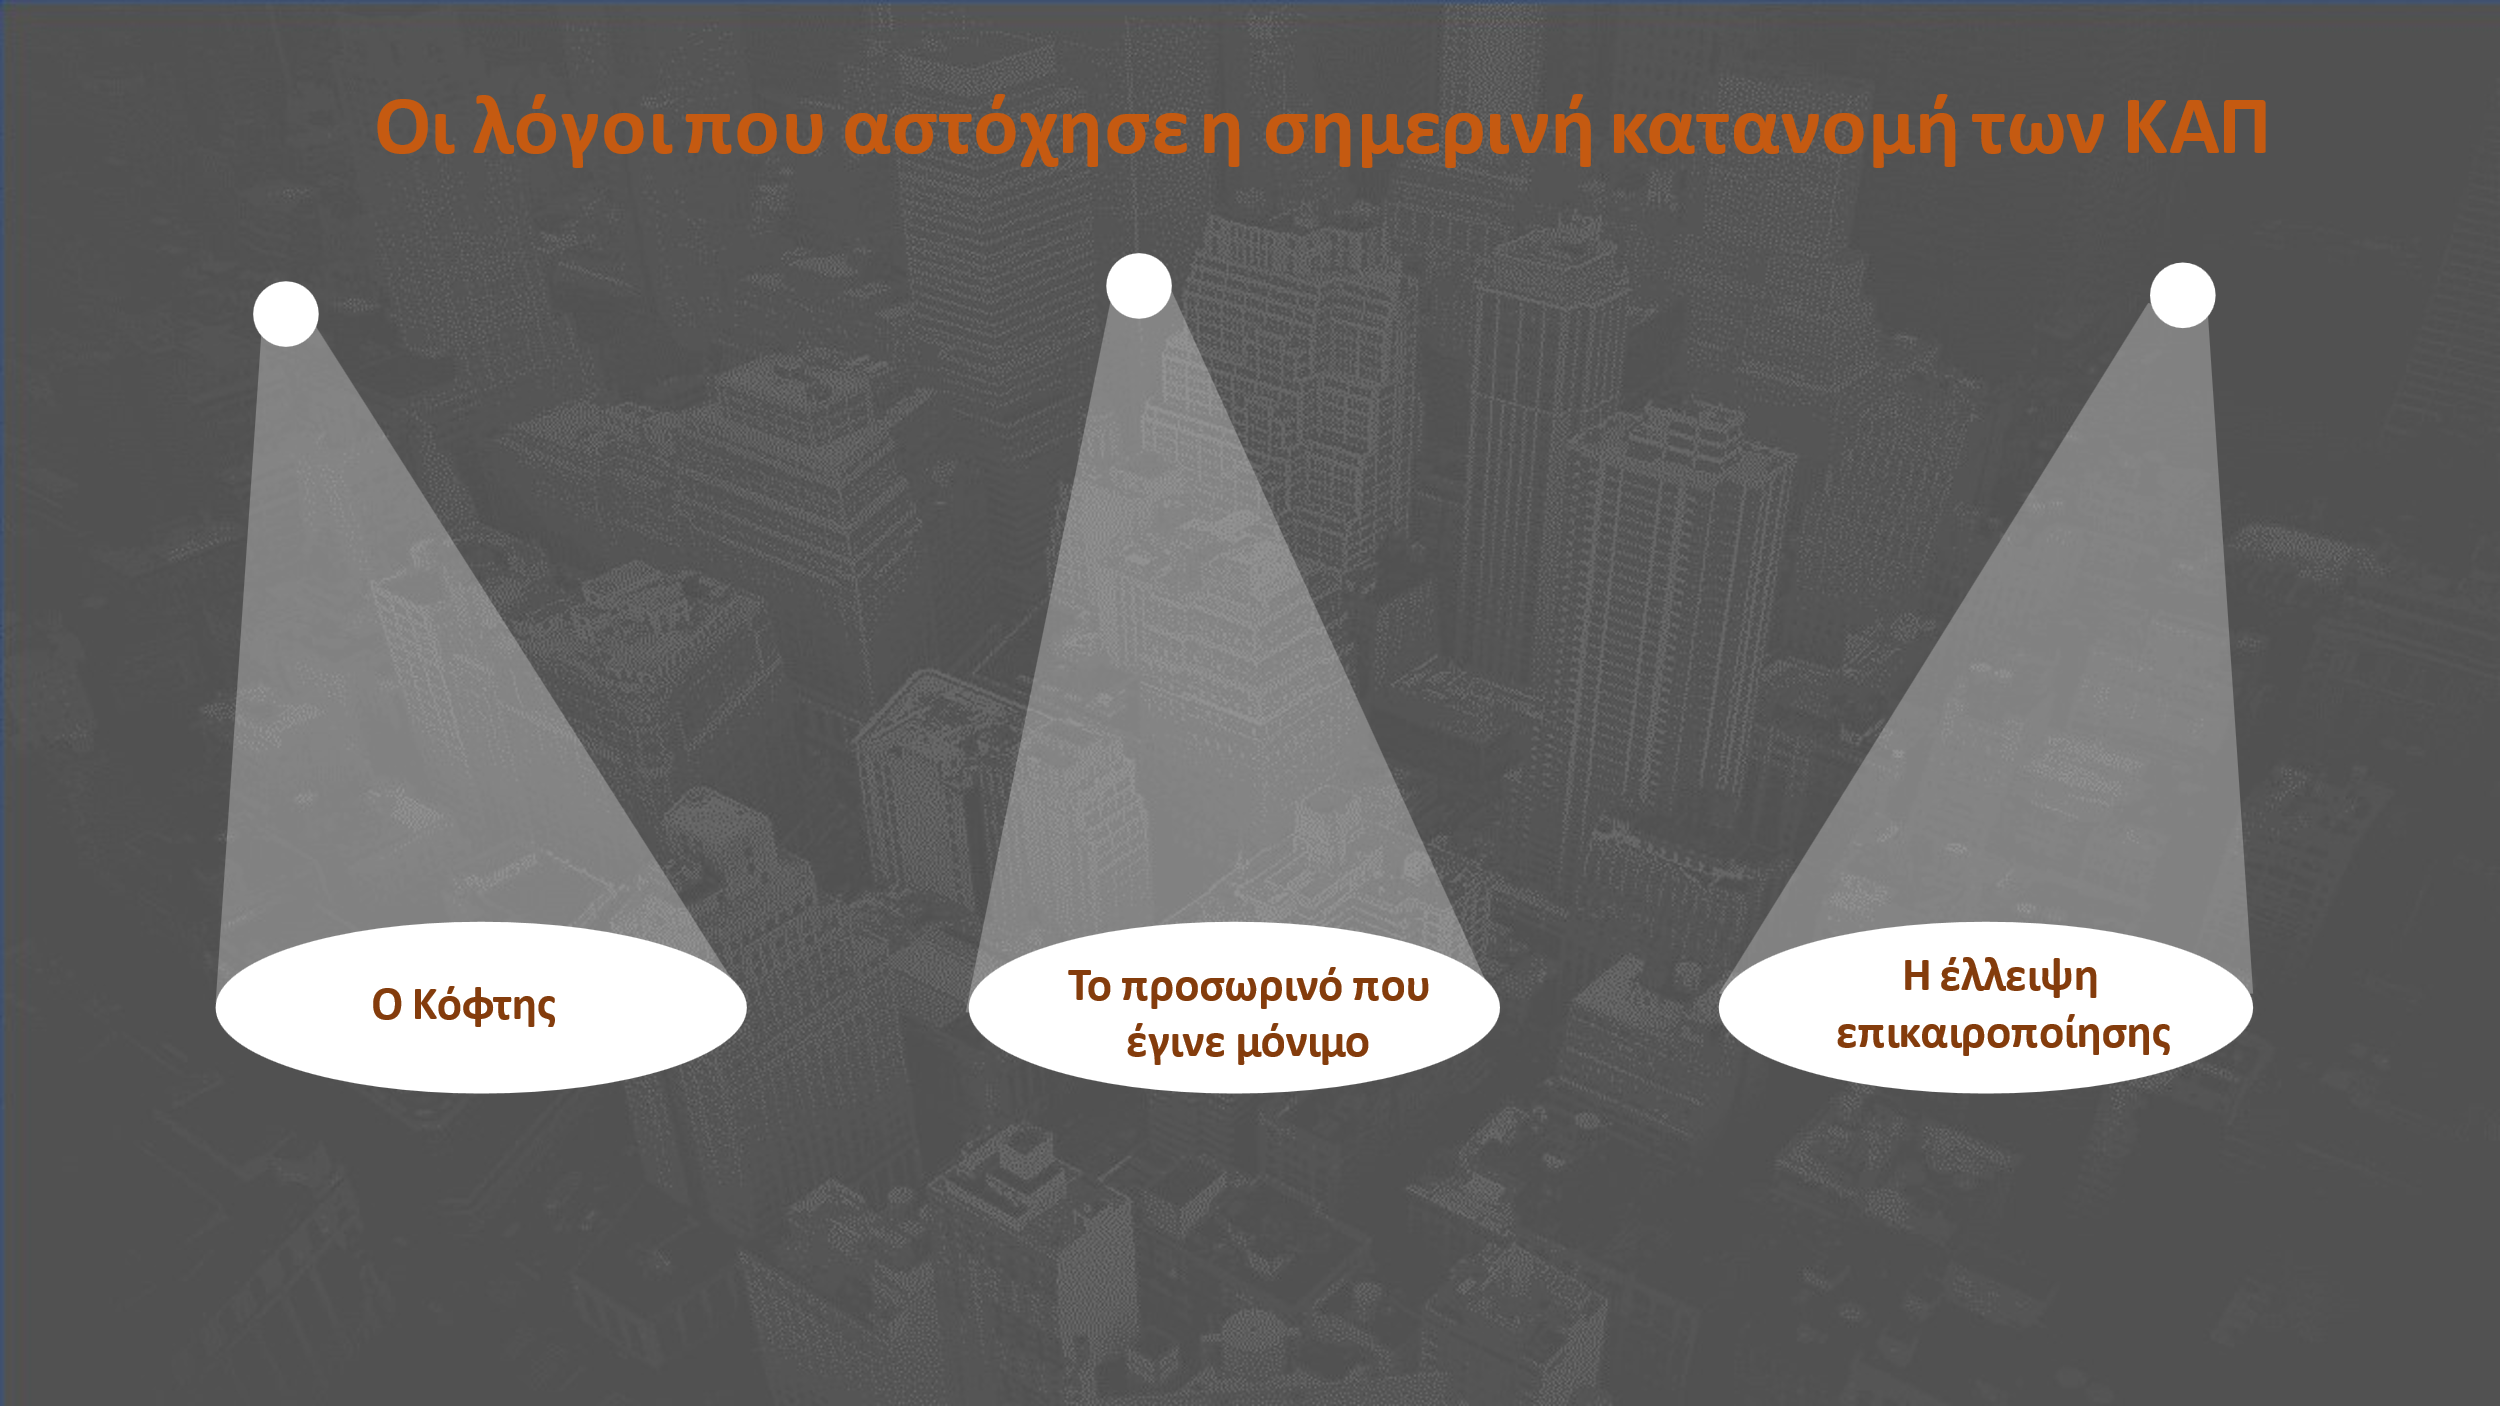 Οι λόγοι που αστόχησε η σημερινή κατανομή των ΚΑΠ
Ο Κόφτης
Το προσωρινό που
έγινε μόνιμο
Η έλλειψη
επικαιροποίησης